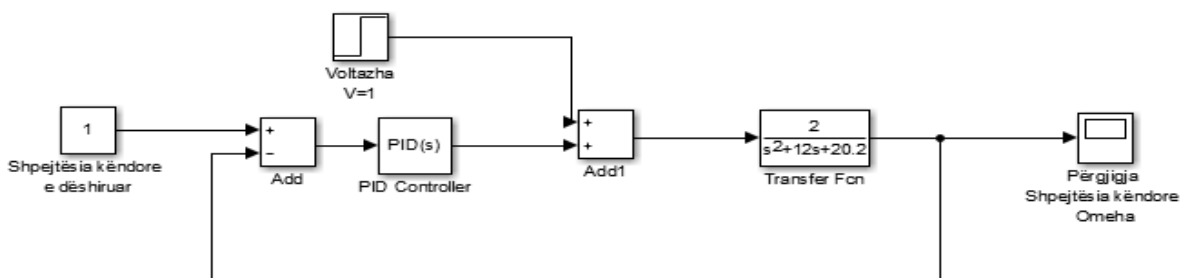 Voltazha
V=1
1
Shpejtësia këndore
e dëshiruar
+
−
Add
PID(s)
PID Controller
+
+
Add1
2
s²+12s+20.2
Transfer Fcn
Përgjigja
Shpejtësia këndore
Omeha